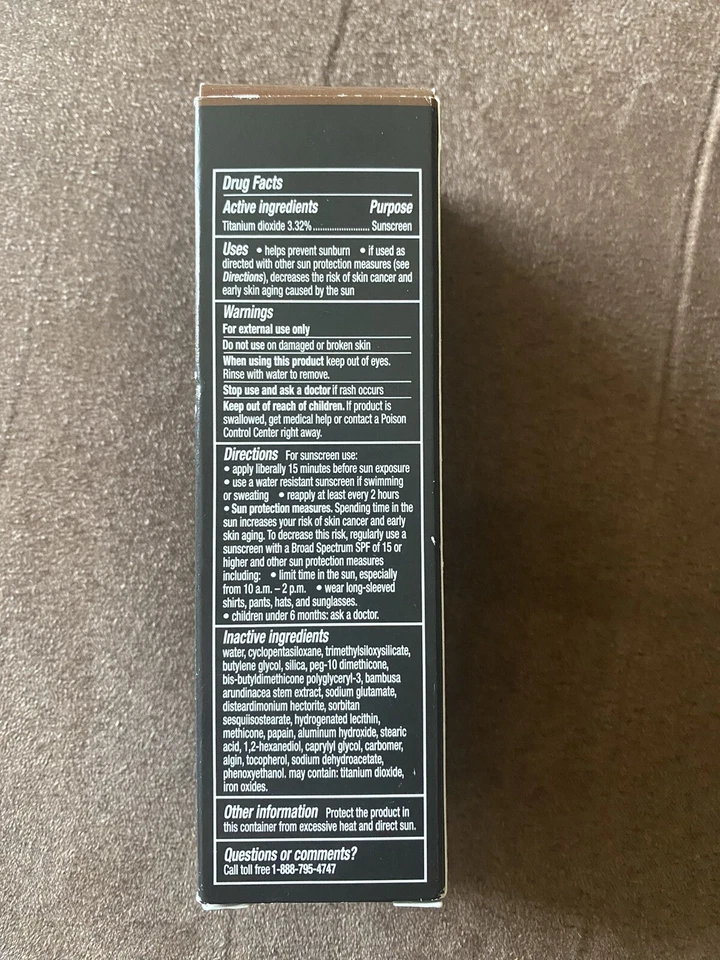 Drug Facts
Active ingredients Purpose
Titanium dioxide 3.32%........................ Sunscreen
Uses • helps prevent sunburn • if used as
directed with other sun protection measures (see
Directions), decreases the risk of skin cancer and
early skin aging caused by the sun
Warnings
For external use only
Do not use on damaged or broken skin
When using this product keep out of eyes.
Rinse with water to remove.
Stop use and ask a doctor if rash occurs
Keep out of reach of children. If product is
swallowed, get medical help or contact a Poison
Control Center right away.
Directions For sunscreen use:
• apply liberally 15 minutes before sun exposure
• use a water resistant sunscreen if swimming
or sweating • reapply at least every 2 hours
• Sun protection measures. Spending time in the
sun increases your risk of skin cancer and early
skin aging. To decrease this risk, regularly use a
sunscreen with a Broad Spectrum SPF of 15 or
higher and other sun protection measures
including: • limit time in the sun, especially
from 10 a.m. – 2 p.m. • wear long-sleeved
shirts, pants, hats, and sunglasses.
• children under 6 months: ask a doctor.
Inactive ingredients
water, cyclopentasiloxane, trimethylsiloxysilicate,
butylene glycol, silica, peg-10 dimethicone,
bis-butyldimethicone polyglyceryl-3, bambusa
arundinacea stem extract, sodium glutamate,
disteardimonium hectorite, sorbitan
sesquiisostearate, hydrogenated lecithin,
methicone, papain, aluminum hydroxide, stearic
acid, 1,2-hexanediol, caprylyl glycol, carbomer,
algin, tocopherol, sodium dehydroacetate,
phenoxyethanol. may contain: titanium dioxide,
iron oxides.
Other information Protect the product in
this container from excessive heat and direct sun.
Questions or comments?
Call toll free 1-888-795-4747